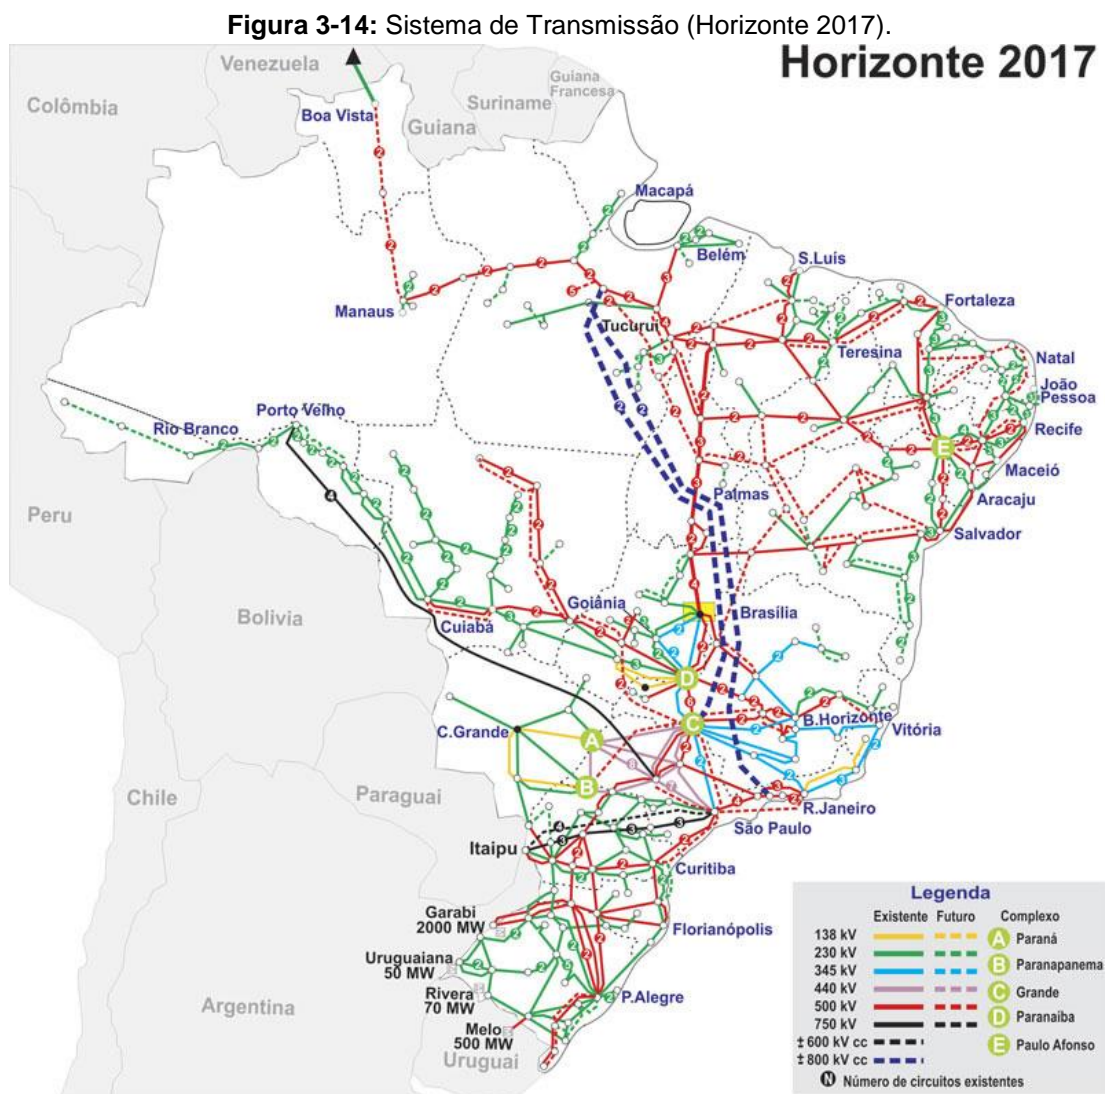 Figura 3-14: Sistema de Transmissão (Horizonte 2017).
Horizonte 2017
Venezuela
Guiana
Francesa
Suriname
Colômbia
Boa Vista
Guiana
Macapá
Belém
S.Luis
Manaus
Fortaleza
Tucuruí
Teresina
Natal
João
Pessoa
Porto Velho
Rio Branco
Recife
E
Maceió
Palmas
Aracaju
Peru
Salvador
Bolivia
Goiânia
Cuiabá
Brasília
D
C
B.Horizonte
C.Grande
Vitória
A
Chile
Paraguai
B
R.Janeiro
São Paulo
Itaipu
Curitiba
Garabi
2000 MW
Florianópolis
Uruguaiana
50 MW
Rivera
70 MW
P.Alegre
Argentina
Melo
500 MW
Uruguai
Legenda
Existente Futuro Complexo
138 kV A Paraná
230 kV
345 kV B Paranapanema
440 kV C Grande
500 kV D Paranaíba
750 kV
±600 kV cc E Paulo Afonso
±800 kV cc
N Número de circuitos existentes